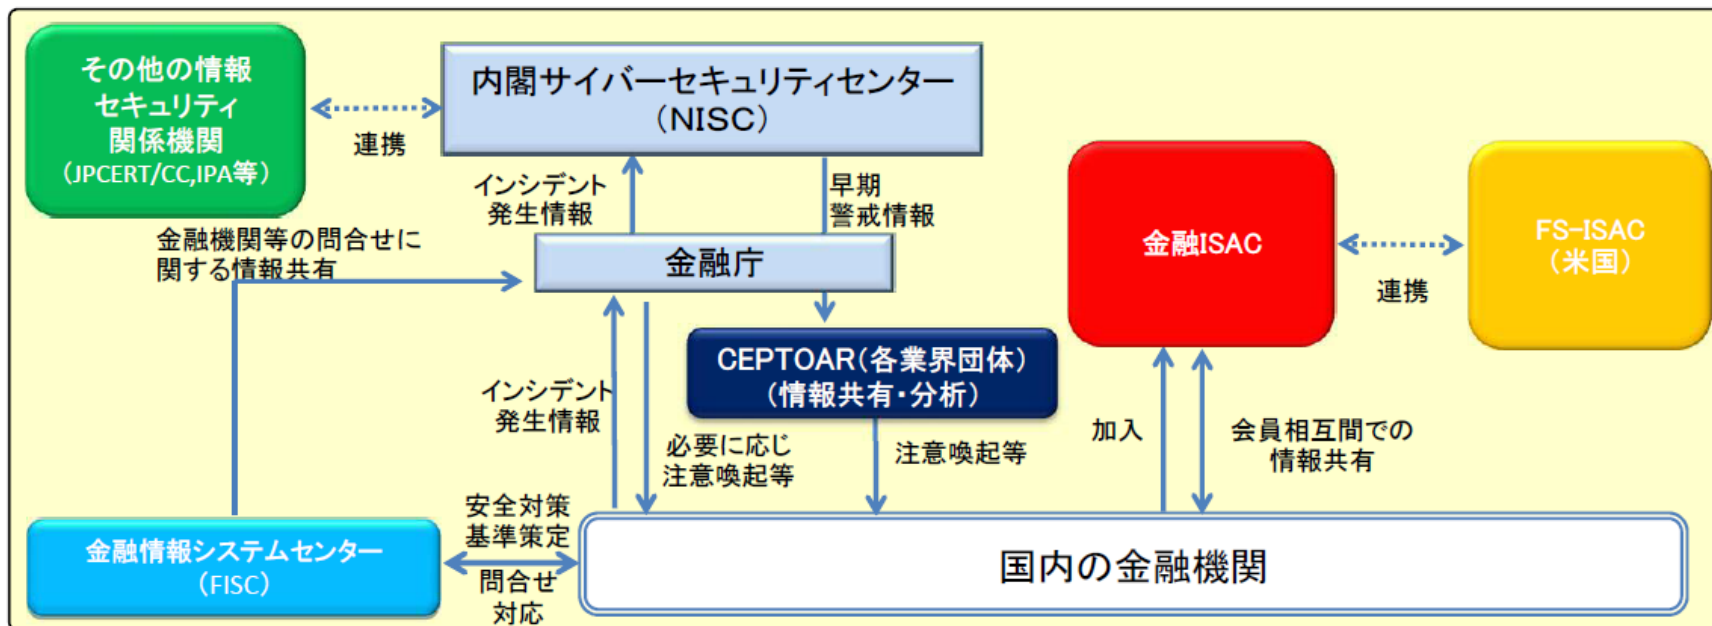 その他の情報
セキュリティ
関係機関
（JPCERT/CC,IPA等）
連携
内閣サイバーセキュリティセンター
（NISC）
インシデント
発生情報
早期
警戒情報
金融機関等の問合せに
関する情報共有
金融庁
金融ISAC
連携
FS-ISAC
（米国）
CEPTOAR（各業界団体）
（情報共有・分析）
インシデント
発生情報
必要に応じ
注意喚起等
注意喚起等
加入
会員相互間での
情報共有
金融情報システムセンター
（FISC）
安全対策
基準策定
問合せ
対応
国内の金融機関